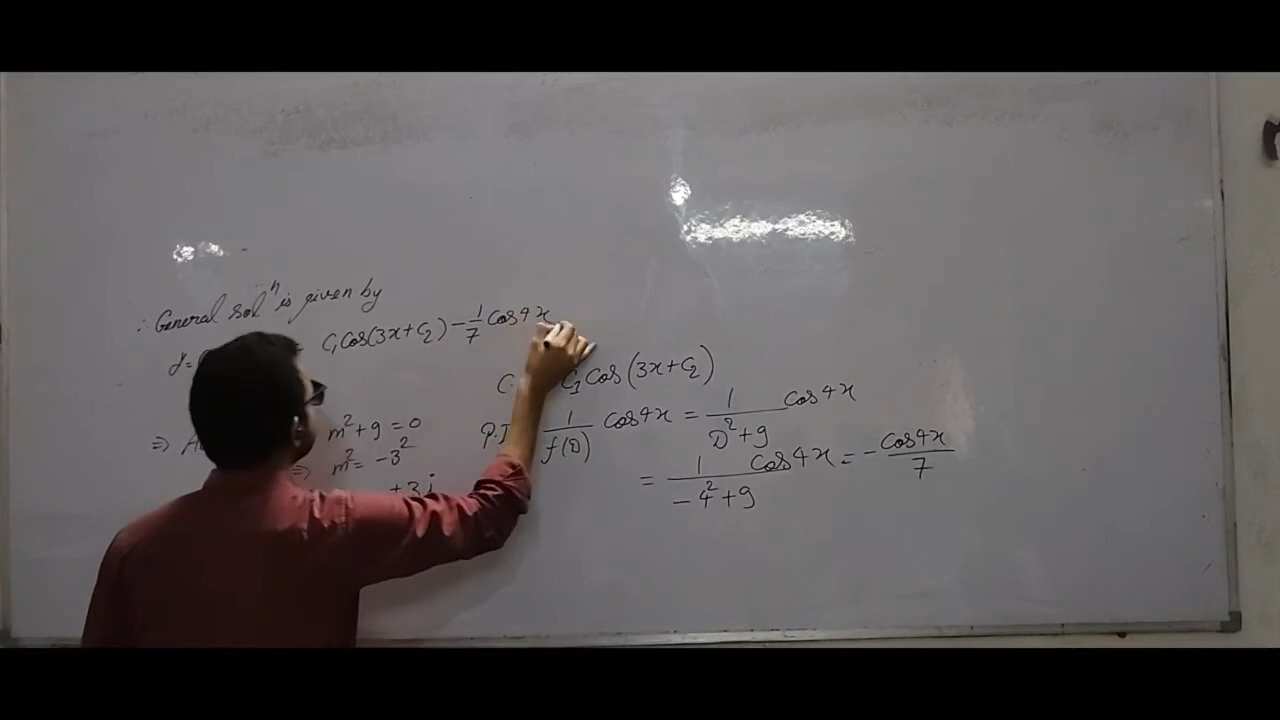 ∴ General Solⁿ is given by
y = = C₁Cos(3x+C₂) − 1/7 Cos4x
C. C₁Cos(3x+C₂)
⇒ A m²+9 = 0
P.I 1/f(D) Cos4x = 1/(D²+9) Cos4x
⇒ m² = −3²
= 1/(−4²+9) Cos4x = −Cos4x/7
±3i